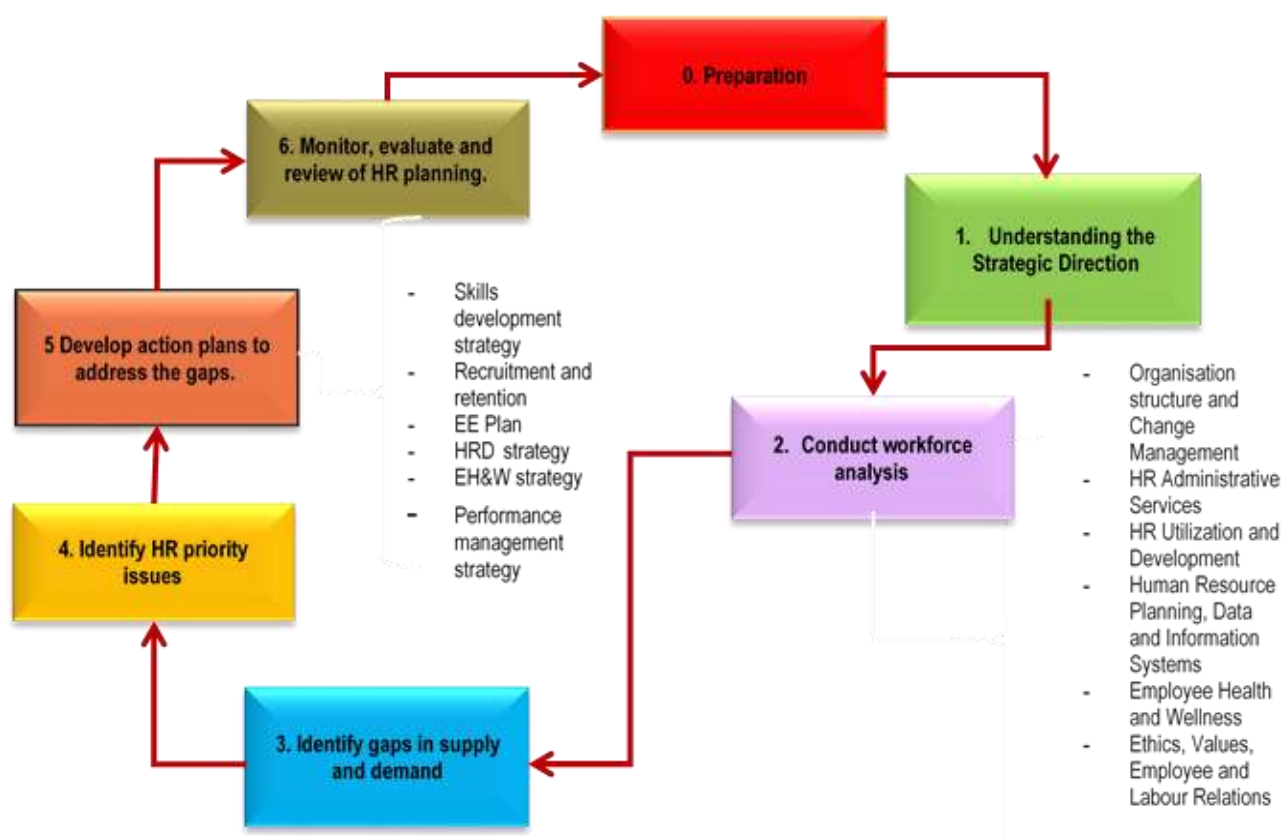 0. Preparation
6. Monitor, evaluate and
review of HR planning.
1. Understanding the
Strategic Direction
5 Develop action plans to
address the gaps.
- Skills
development
strategy
- Recruitment and
retention
- EE Plan
- HRD strategy
- EH&W strategy
- Performance
management
strategy
2. Conduct workforce
analysis
- Organisation
structure and
Change
Management
- HR Administrative
Services
- HR Utilization and
Development
- Human Resource
Planning, Data
and Information
Systems
- Employee Health
and Wellness
- Ethics, Values,
Employee and
Labour Relations
4. Identify HR priority
issues
3. Identify gaps in supply
and demand